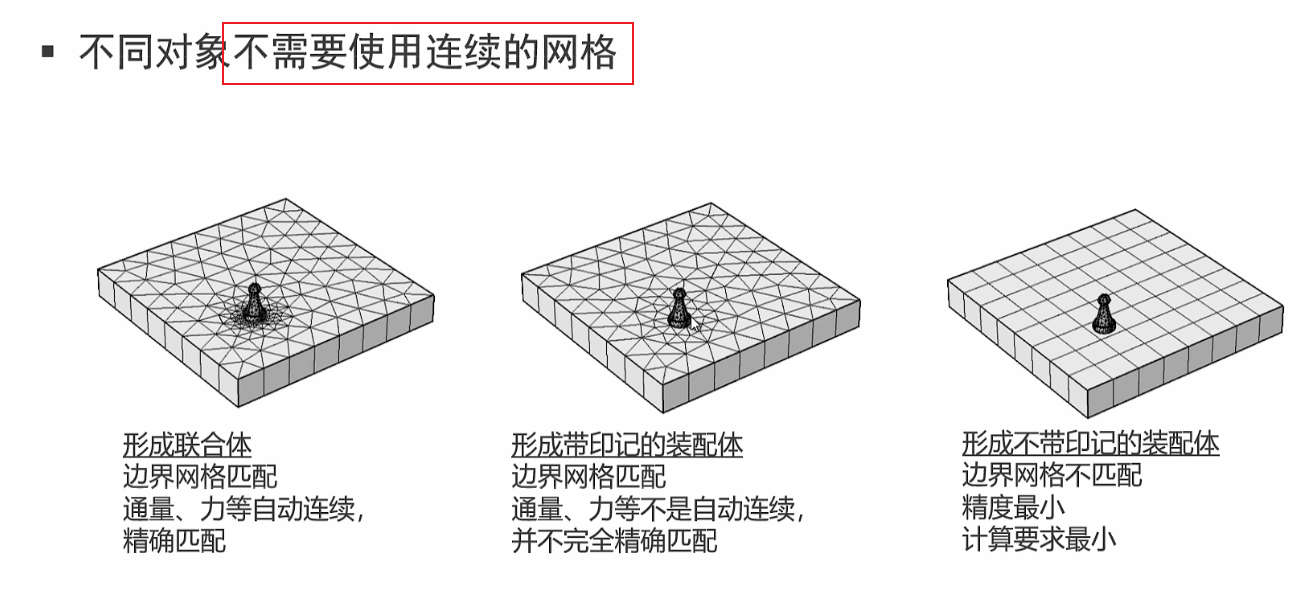 ▪ 不同对象不需要使用连续的网格
形成联合体
边界网格匹配
通量、力等自动连续，
精确匹配
形成带印记的装配体
边界网格匹配
通量、力等不是自动连续，
并不完全精确匹配
形成不带印记的装配体
边界网格不匹配
精度最小
计算要求最小